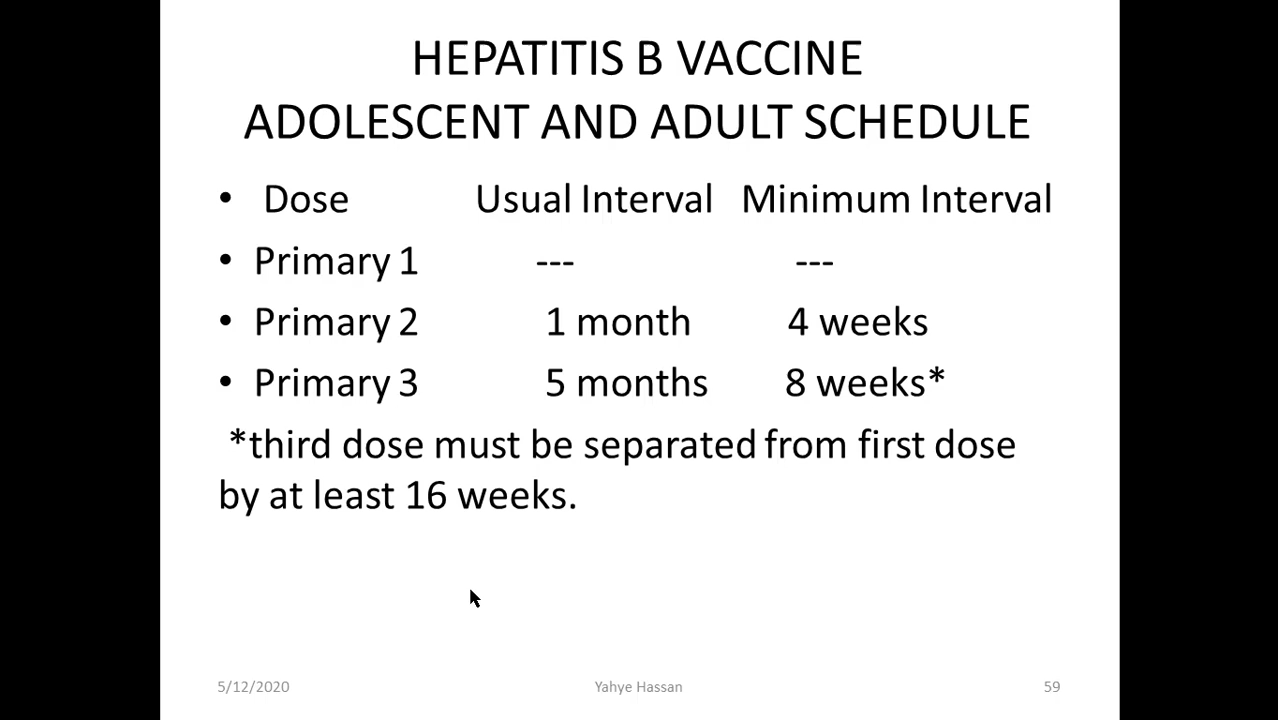 HEPATITIS B VACCINE
ADOLESCENT AND ADULT SCHEDULE
• Dose Usual Interval Minimum Interval
• Primary 1 --- ---
• Primary 2 1 month 4 weeks
• Primary 3 5 months 8 weeks*
*third dose must be separated from first dose
by at least 16 weeks.
5/12/2020 Yahye Hassan 59